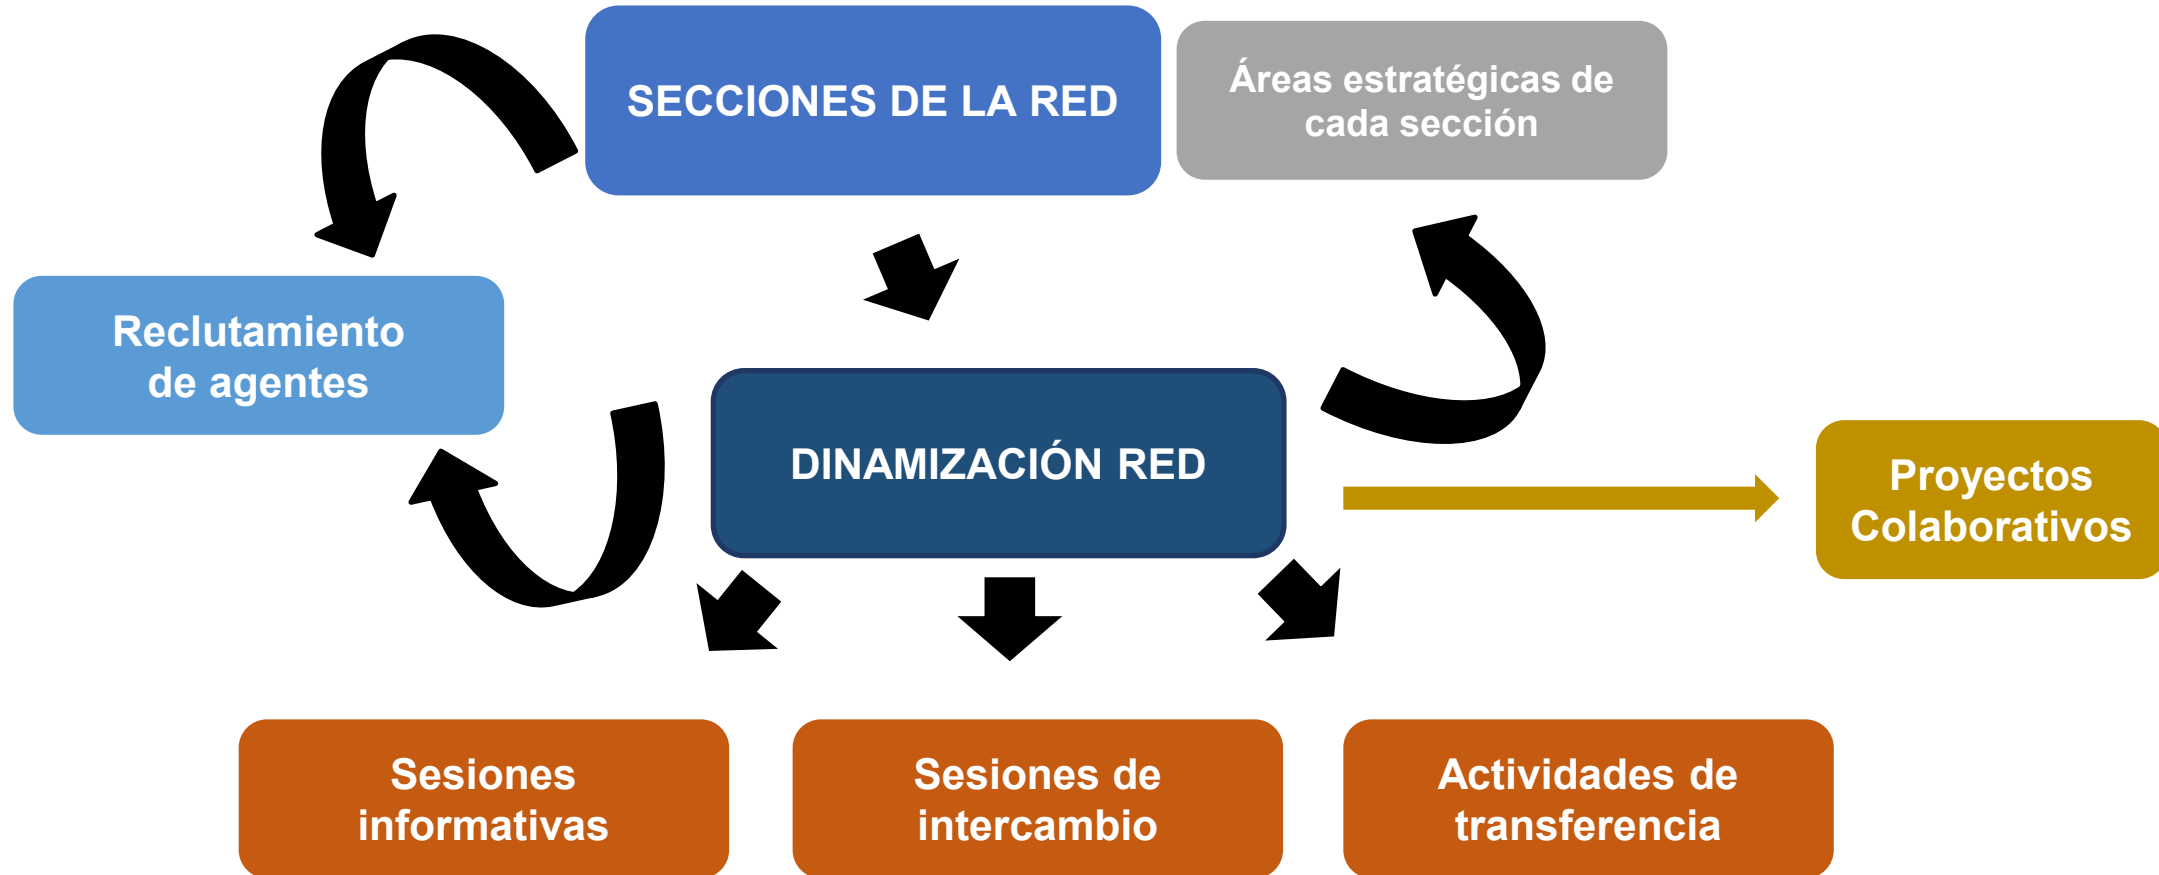 SECCIONES DE LA RED
Áreas estratégicas de
cada sección
Reclutamiento
de agentes
DINAMIZACIÓN RED
Proyectos
Colaborativos
Sesiones
informativas
Sesiones de
intercambio
Actividades de
transferencia